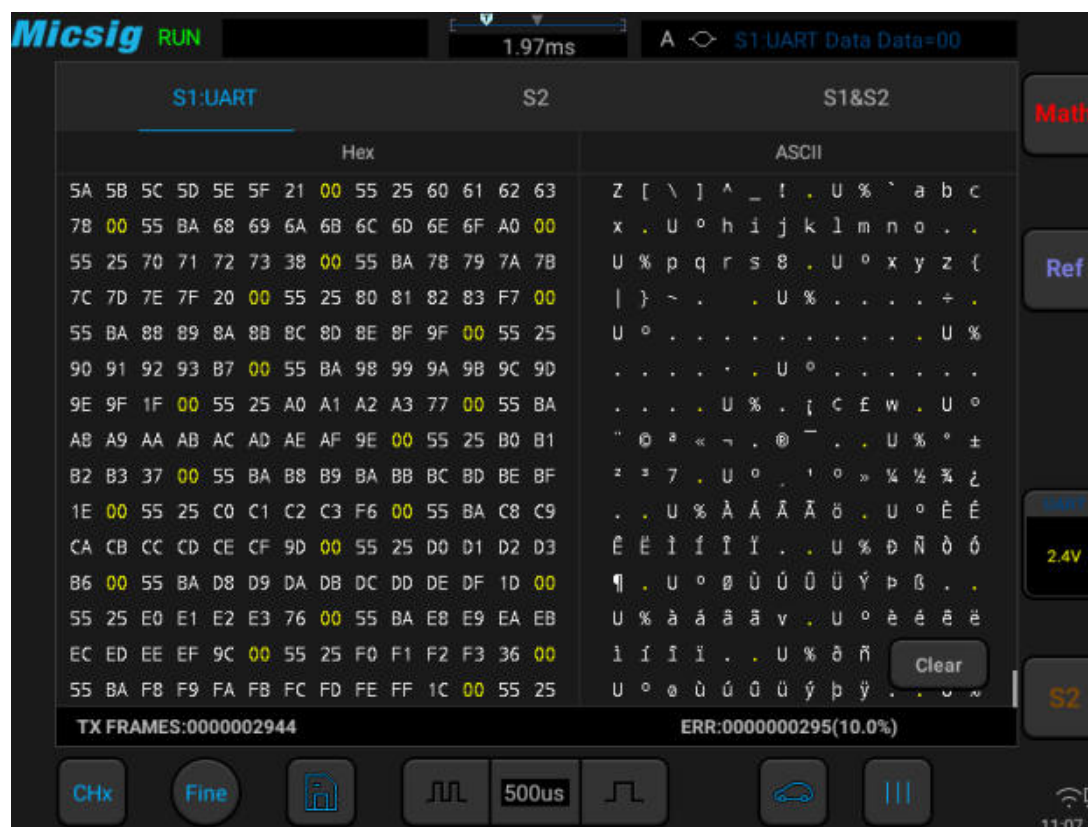 Micsig RUN 1.97ms A S1:UART Data Data=00
S1:UART S2 S1&S2
Math
Hex ASCII
5A 5B 5C 5D 5E 5F 21 00 55 25 60 61 62 63 Z [ \ ] ^ _ ! . U % ` a b c
78 00 55 BA 68 69 6A 6B 6C 6D 6E 6F A0 00 x . U º h i j k l m n o . .
55 25 70 71 72 73 38 00 55 BA 78 79 7A 7B U % p q r s 8 . U º x y z {
Ref
7C 7D 7E 7F 20 00 55 25 80 81 82 83 F7 00 | } ~ . . U % . . . . ÷ .
55 BA 88 89 8A 8B 8C 8D 8E 8F 9F 00 55 25 U º . . . . . . . . . . U %
90 91 92 93 B7 00 55 BA 98 99 9A 9B 9C 9D . . . . · . U º . . . . . .
9E 9F 1F 00 55 25 A0 A1 A2 A3 77 00 55 BA . . . . U % . ¡ ¢ £ w . U º
A8 A9 AA AB AC AD AE AF 9E 00 55 25 B0 B1 ¨ © ª « ¬ . ® ¯ . . U % ° ±
B2 B3 37 00 55 BA B8 B9 BA BB BC BD BE BF ² ³ 7 . U º ¸ ¹ º » ¼ ½ ¾ ¿
1E 00 55 25 C0 C1 C2 C3 F6 00 55 BA C8 C9 . . U % À Á Â Ã ö . U º È É
UART
CA CB CC CD CE CF 9D 00 55 25 D0 D1 D2 D3 Ê Ë Ì Í Î Ï . . U % Ð Ñ Ò Ó
2.4V
B6 00 55 BA D8 D9 DA DB DC DD DE DF 1D 00 ¶ . U º Ø Ù Ú Û Ü Ý Þ ß . .
55 25 E0 E1 E2 E3 76 00 55 BA E8 E9 EA EB U % à á â ã v . U º è é ê ë
EC ED EE EF 9C 00 55 25 F0 F1 F2 F3 36 00 ì í î ï . . U % ð ñ
Clear
55 BA F8 F9 FA FB FC FD FE FF 1C 00 55 25 U º ø ù ú û ü ý þ ÿ . . U %
S2
TX FRAMES:0000002944 ERR:0000000295(10.0%)
CHx Fine 500us
11:07